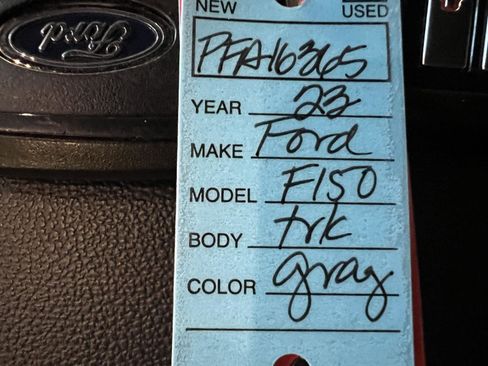 Ford
NEW USED
PFA16365
YEAR 23
MAKE Ford
MODEL F150
BODY trk
COLOR gray